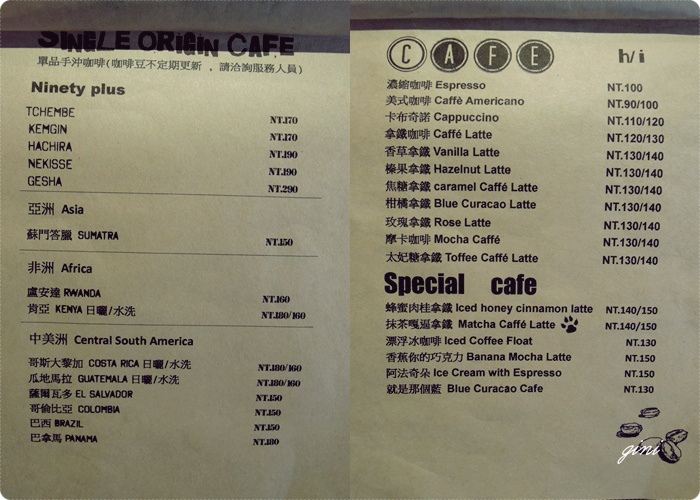 SINGLE ORIGIN CAFE
單品手沖咖啡(咖啡豆不定期更新 , 請洽詢服務人員)
Ninety plus
TCHEMBE NT.170
KEMGIN NT.170
HACHIRA NT.190
NEKISSE NT.190
GESHA NT.290
亞洲 Asia
蘇門答臘 SUMATRA NT.150
非洲 Africa
盧安達 RWANDA NT.160
肯亞 KENYA 日曬/水洗 NT.180/160
中美洲 Central South America
哥斯大黎加 COSTA RICA 日曬/水洗 NT.180/160
瓜地馬拉 GUATEMALA 日曬/水洗 NT.180/160
薩爾瓦多 EL SALVADOR NT.150
哥倫比亞 COLOMBIA NT.150
巴西 BRAZIL NT.150
巴拿馬 PANAMA NT.180
CAFE h/i
濃縮咖啡 Espresso NT.100
美式咖啡 Caffè Americano NT.90/100
卡布奇諾 Cappuccino NT.110/120
拿鐵咖啡 Caffé Latte NT.120/130
香草拿鐵 Vanilla Latte NT.130/140
榛果拿鐵 Hazelnut Latte NT.130/140
焦糖拿鐵 caramel Caffé Latte NT.130/140
柑橘拿鐵 Blue Curacao Latte NT.130/140
玫瑰拿鐵 Rose Latte NT.130/140
摩卡咖啡 Mocha Caffé NT.130/140
太妃糖拿鐵 Toffee Caffé Latte NT.130/140
Special cafe
蜂蜜肉桂拿鐵 Iced honey cinnamon latte NT.140/150
抹茶嘎逼拿鐵 Matcha Caffé Latte NT.140/150
漂浮冰咖啡 Iced Coffee Float NT.130
香蕉你的巧克力 Banana Mocha Latte NT.150
阿法奇朵 Ice Cream with Espresso NT.150
就是那個藍 Blue Curacao Cafe NT.130
gini